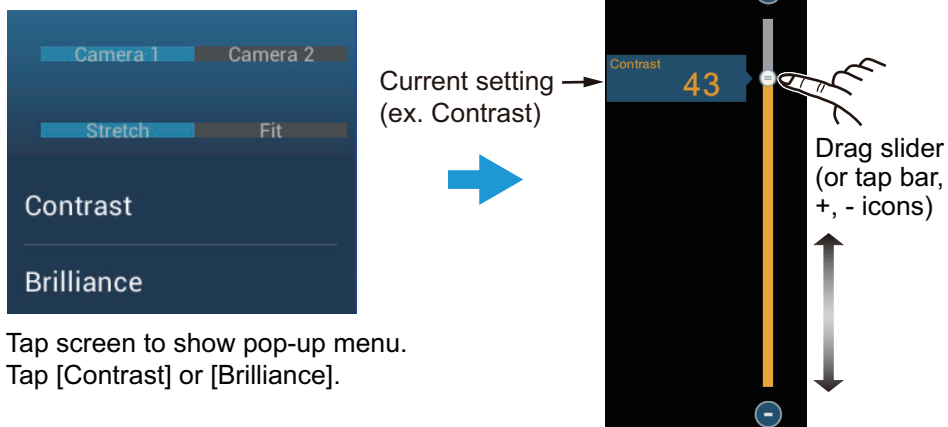 Camera 1 Camera 2
Stretch Fit
Contrast
Brilliance
Tap screen to show pop-up menu.
Tap [Contrast] or [Brilliance].
Current setting
(ex. Contrast)
Contrast
43
Drag slider
(or tap bar,
+, - icons)